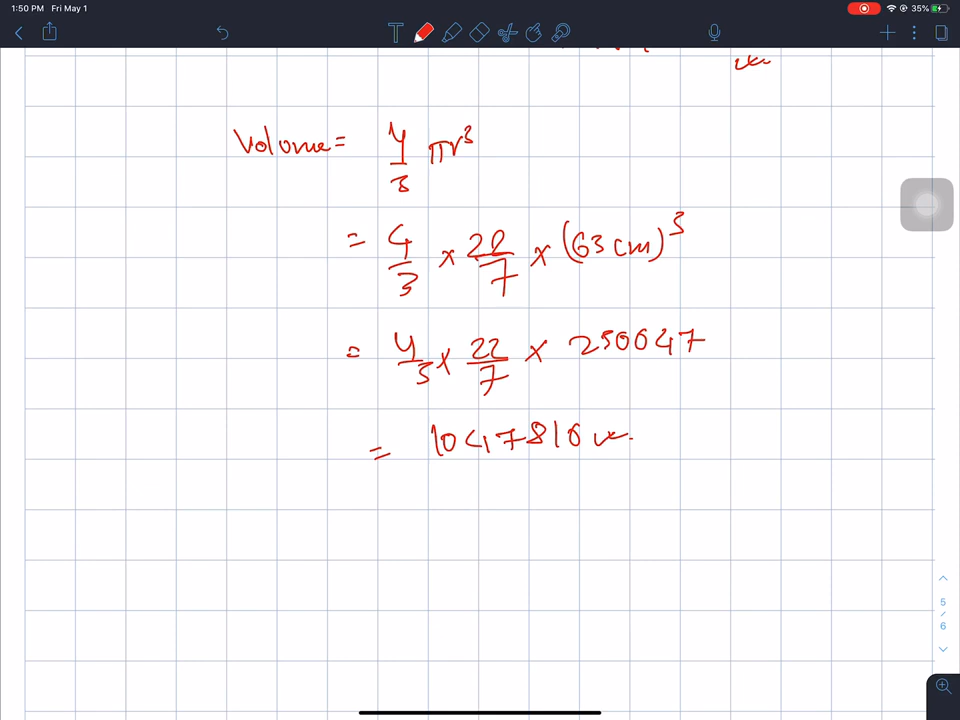 1:50 PM Fri May 1
35%
T
Volume = 4/3 πr³
= 4/3 × 22/7 × (63 cm)³
= 4/3 × 22/7 × 250047
= 1047816
5
/
6